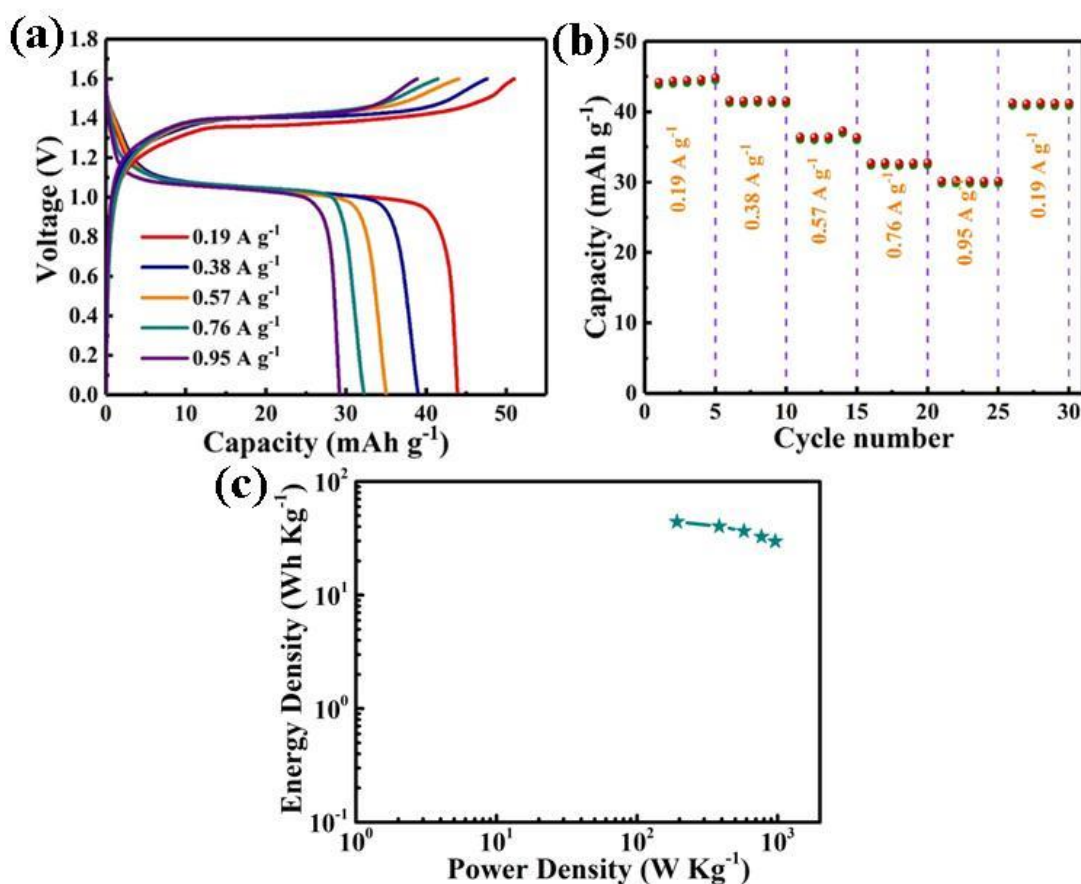 (a)
Voltage (V)
1.8
1.6
1.4
1.2
1.0
0.8
0.6
0.4
0.2
0.0
0.19 A g⁻¹
0.38 A g⁻¹
0.57 A g⁻¹
0.76 A g⁻¹
0.95 A g⁻¹
0 10 20 30 40 50
Capacity (mAh g⁻¹)
(b)
Capacity (mAh g⁻¹)
50
40
30
20
10
0
0.19 A g⁻¹
0.38 A g⁻¹
0.57 A g⁻¹
0.76 A g⁻¹
0.95 A g⁻¹
0.19 A g⁻¹
0 5 10 15 20 25 30
Cycle number
(c)
Energy Density (Wh Kg⁻¹)
10²
10¹
10⁰
10⁻¹
10⁰ 10¹ 10² 10³
Power Density (W Kg⁻¹)